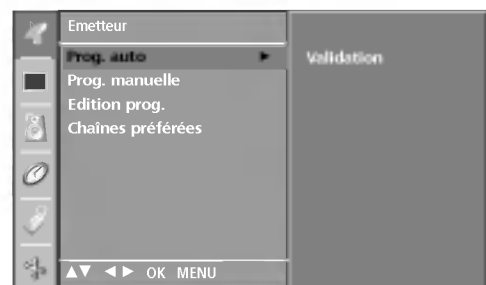 Emetteur
Prog. auto ► Validation
Prog. manuelle
Edition prog.
Chaînes préférées
▲▼ ◄► OK MENU